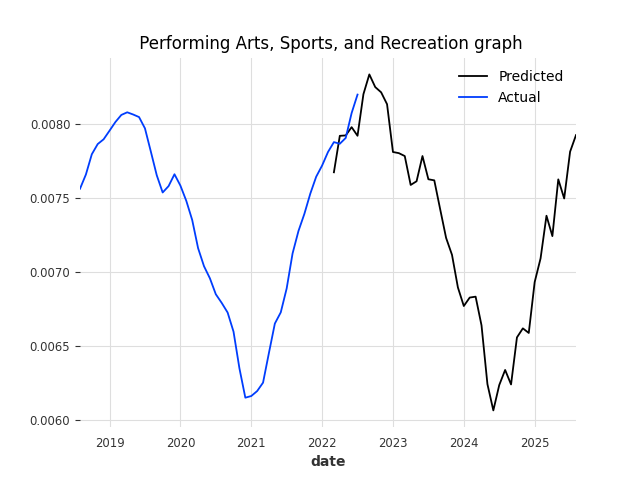 Performing Arts, Sports, and Recreation graph
Predicted
Actual
0.0080
0.0075
0.0070
0.0065
0.0060
2019 2020 2021 2022 2023 2024 2025
date